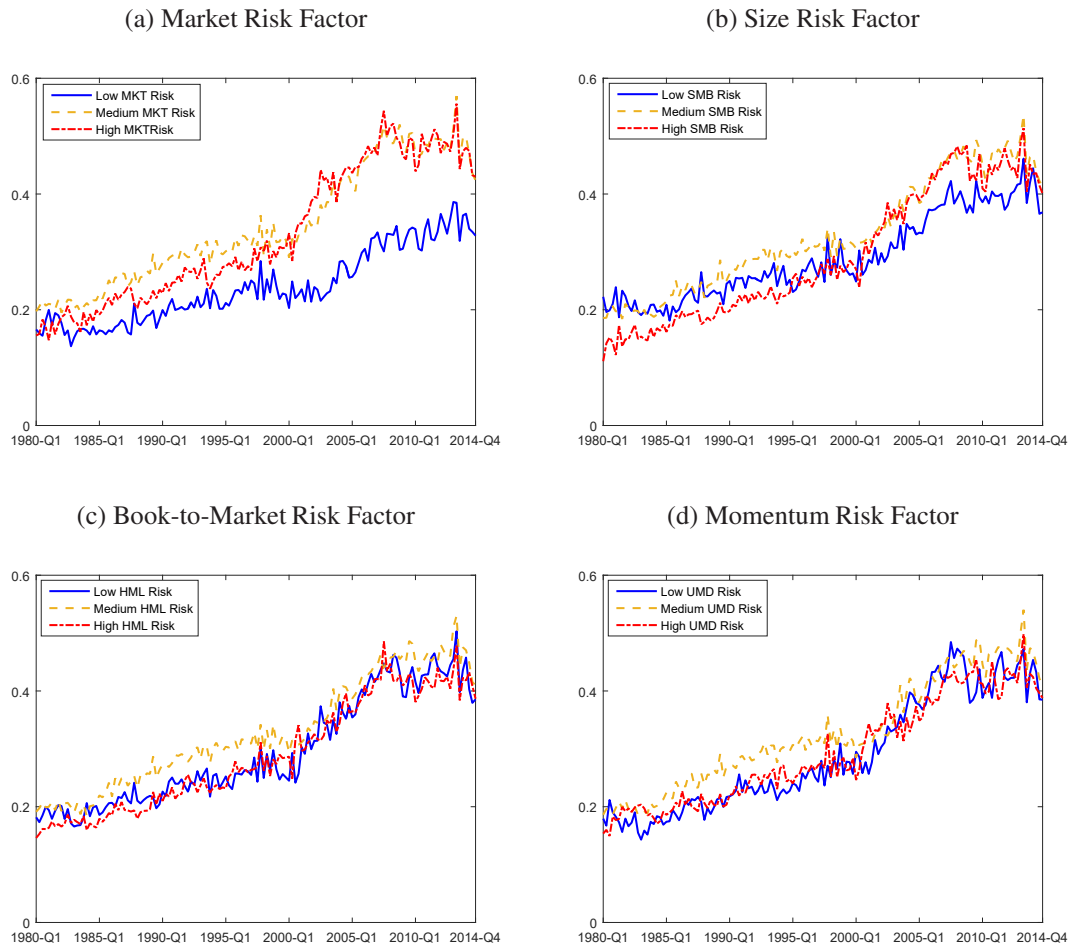 (a) Market Risk Factor
0.6
Low MKT Risk
Medium MKT Risk
High MKTRisk
0.4
0.2
0
1980-Q1 1985-Q1 1990-Q1 1995-Q1 2000-Q1 2005-Q1 2010-Q1 2014-Q4
(b) Size Risk Factor
0.6
Low SMB Risk
Medium SMB Risk
High SMB Risk
0.4
0.2
0
1980-Q1 1985-Q1 1990-Q1 1995-Q1 2000-Q1 2005-Q1 2010-Q1 2014-Q4
(c) Book-to-Market Risk Factor
0.6
Low HML Risk
Medium HML Risk
High HML Risk
0.4
0.2
0
1980-Q1 1985-Q1 1990-Q1 1995-Q1 2000-Q1 2005-Q1 2010-Q1 2014-Q4
(d) Momentum Risk Factor
0.6
Low UMD Risk
Medium UMD Risk
High UMD Risk
0.4
0.2
0
1980-Q1 1985-Q1 1990-Q1 1995-Q1 2000-Q1 2005-Q1 2010-Q1 2014-Q4